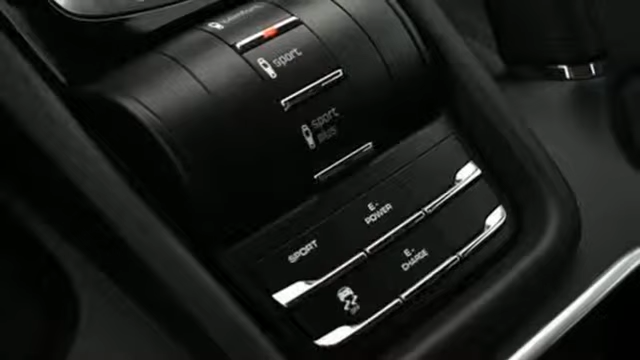 sport
sport
plus
E-
POWER
SPORT
E-
CHARGE